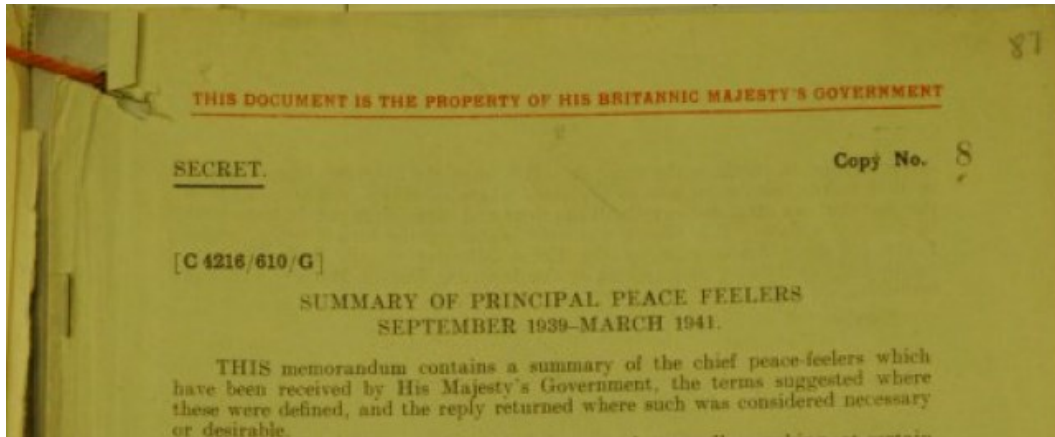 87
THIS DOCUMENT IS THE PROPERTY OF HIS BRITANNIC MAJESTY'S GOVERNMENT
SECRET.
Copy No. 8
[C 4216/610/G]
SUMMARY OF PRINCIPAL PEACE FEELERS
SEPTEMBER 1939–MARCH 1941.
THIS memorandum contains a summary of the chief peace-feelers which
have been received by His Majesty's Government, the terms suggested where
these were defined, and the reply returned where such was considered necessary
or desirable.